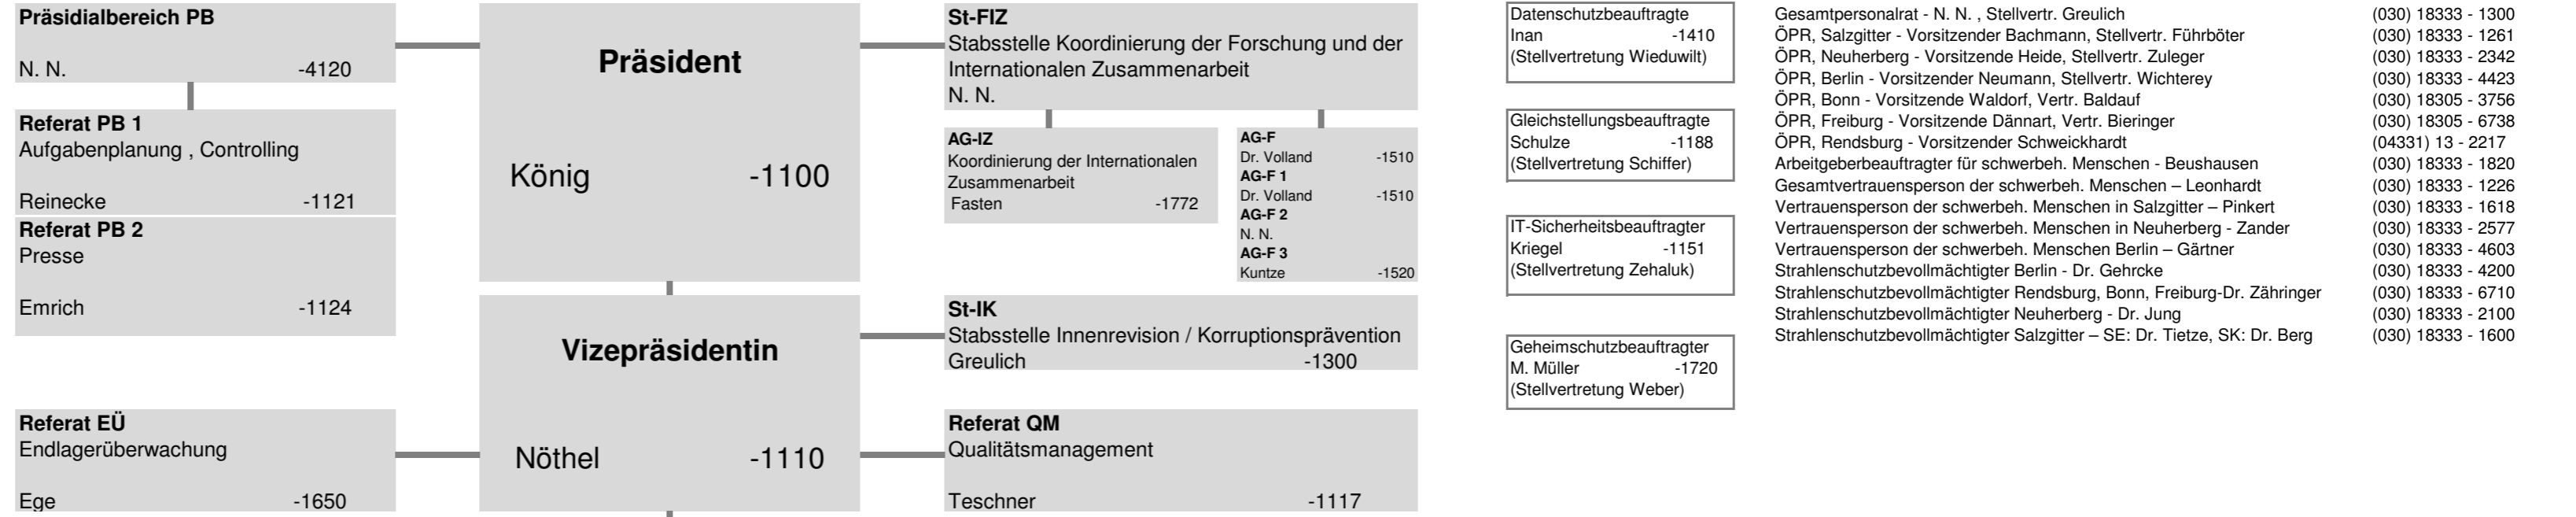 Präsidialbereich PB
N. N. -4120
Referat PB 1
Aufgabenplanung , Controlling
Reinecke -1121
Referat PB 2
Presse
Emrich -1124
Referat EÜ
Endlagerüberwachung
Ege -1650
Präsident
König -1100
Vizepräsidentin
Nöthel -1110
St-FIZ
Stabsstelle Koordinierung der Forschung und der
Internationalen Zusammenarbeit
N. N.
AG-IZ
Koordinierung der Internationalen
Zusammenarbeit
Fasten -1772
AG-F
Dr. Volland -1510
AG-F 1
Dr. Volland -1510
AG-F 2
N. N.
AG-F 3
Kuntze -1520
St-IK
Stabsstelle Innenrevision / Korruptionsprävention
Greulich -1300
Referat QM
Qualitätsmanagement
Teschner -1117
Datenschutzbeauftragte
Inan -1410
(Stellvertretung Wieduwilt)
Gleichstellungsbeauftragte
Schulze -1188
(Stellvertretung Schiffer)
IT-Sicherheitsbeauftragter
Kriegel -1151
(Stellvertretung Zehaluk)
Geheimschutzbeauftragter
M. Müller -1720
(Stellvertretung Weber)
Gesamtpersonalrat - N. N. , Stellvertr. Greulich (030) 18333 - 1300
ÖPR, Salzgitter - Vorsitzender Bachmann, Stellvertr. Führböter (030) 18333 - 1261
ÖPR, Neuherberg - Vorsitzende Heide, Stellvertr. Zuleger (030) 18333 - 2342
ÖPR, Berlin - Vorsitzender Neumann, Stellvertr. Wichterey (030) 18333 - 4423
ÖPR, Bonn - Vorsitzende Waldorf, Vertr. Baldauf (030) 18305 - 3756
ÖPR, Freiburg - Vorsitzende Dännart, Vertr. Bieringer (030) 18305 - 6738
ÖPR, Rendsburg - Vorsitzender Schweickhardt (04331) 13 - 2217
Arbeitgeberbeauftragter für schwerbeh. Menschen - Beushausen (030) 18333 - 1820
Gesamtvertrauensperson der schwerbeh. Menschen – Leonhardt (030) 18333 - 1226
Vertrauensperson der schwerbeh. Menschen in Salzgitter – Pinkert (030) 18333 - 1618
Vertrauensperson der schwerbeh. Menschen in Neuherberg - Zander (030) 18333 - 2577
Vertrauensperson der schwerbeh. Menschen Berlin – Gärtner (030) 18333 - 4603
Strahlenschutzbevollmächtigter Berlin - Dr. Gehrcke (030) 18333 - 4200
Strahlenschutzbevollmächtigter Rendsburg, Bonn, Freiburg-Dr. Zähringer (030) 18333 - 6710
Strahlenschutzbevollmächtigter Neuherberg - Dr. Jung (030) 18333 - 2100
Strahlenschutzbevollmächtigter Salzgitter – SE: Dr. Tietze, SK: Dr. Berg (030) 18333 - 1600